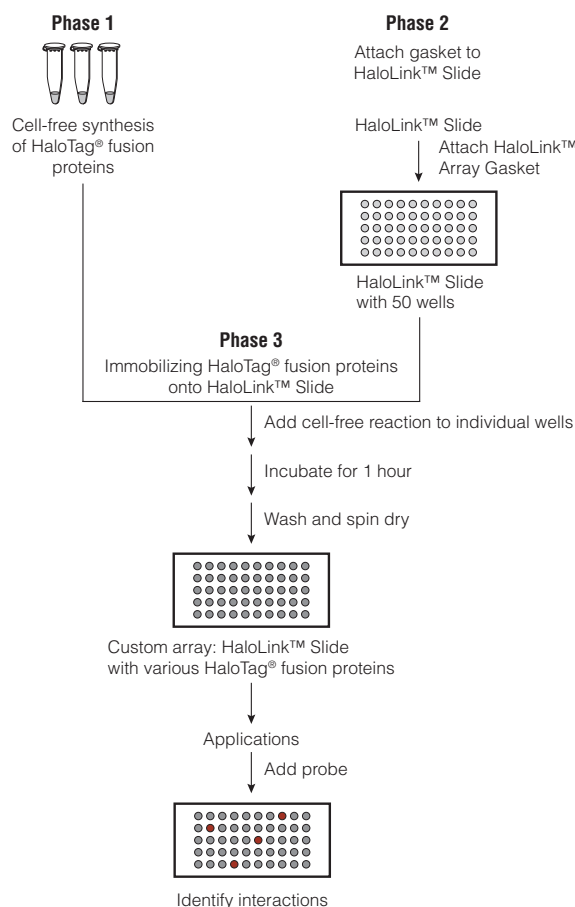 Phase 1
Cell-free synthesis
of HaloTag® fusion
proteins
Phase 2
Attach gasket to
HaloLink™ Slide
HaloLink™ Slide
Attach HaloLink™
Array Gasket
HaloLink™ Slide
with 50 wells
Phase 3
Immobilizing HaloTag® fusion proteins
onto HaloLink™ Slide
Add cell-free reaction to individual wells
Incubate for 1 hour
Wash and spin dry
Custom array: HaloLink™ Slide
with various HaloTag® fusion proteins
Applications
Add probe
Identify interactions